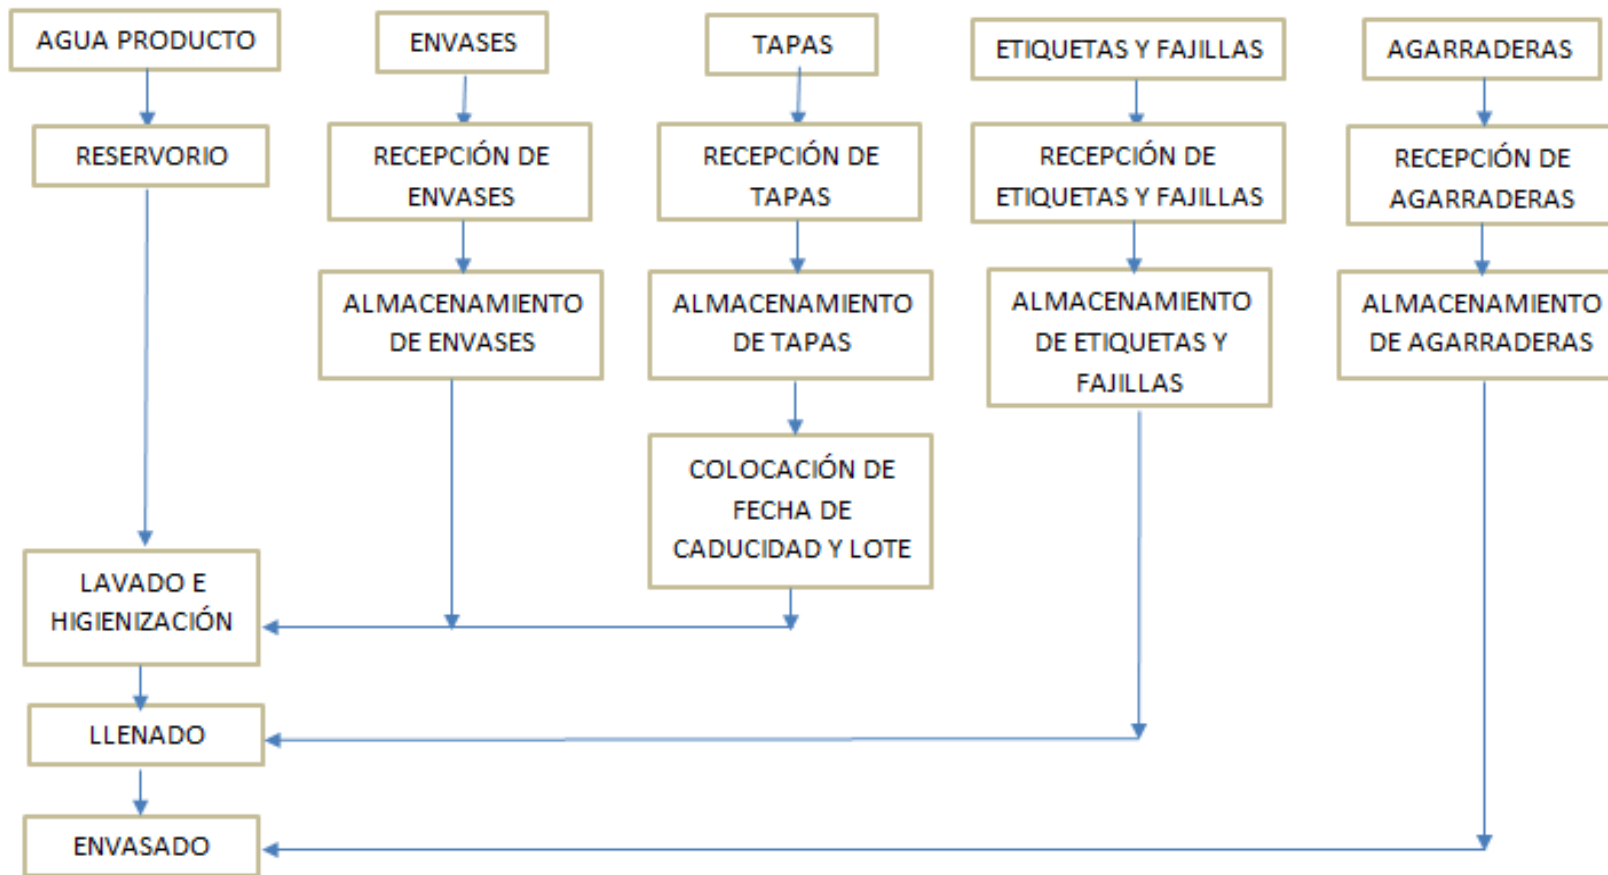 AGUA PRODUCTO
ENVASES
TAPAS
ETIQUETAS Y FAJILLAS
AGARRADERAS
RESERVORIO
RECEPCIÓN DE
ENVASES
RECEPCIÓN DE
TAPAS
RECEPCIÓN DE
ETIQUETAS Y FAJILLAS
RECEPCIÓN DE
AGARRADERAS
ALMACENAMIENTO
DE ENVASES
ALMACENAMIENTO
DE TAPAS
ALMACENAMIENTO
DE ETIQUETAS Y
FAJILLAS
ALMACENAMIENTO
DE AGARRADERAS
COLOCACIÓN DE
FECHA DE
CADUCIDAD Y LOTE
LAVADO E
HIGIENIZACIÓN
LLENADO
ENVASADO